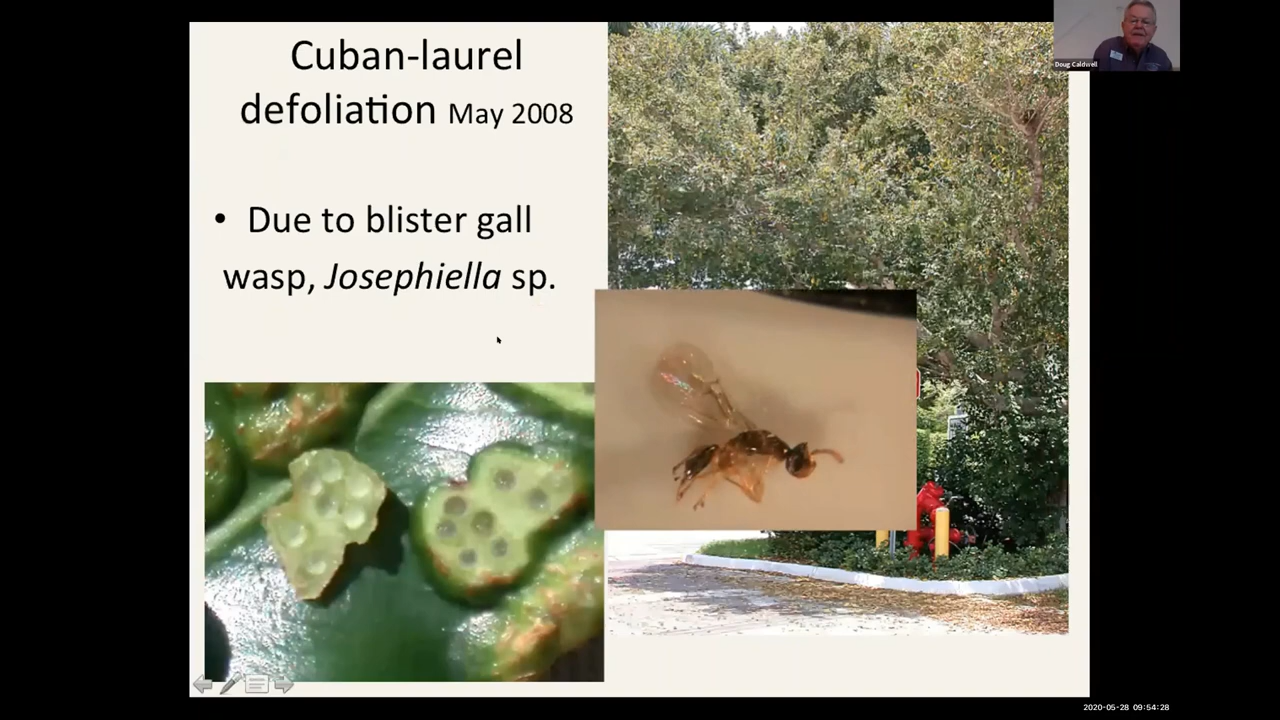 Cuban-laurel
defoliation May 2008
• Due to blister gall
wasp, Josephiella sp.
Doug Caldwell
2020-05-28 09:54:28